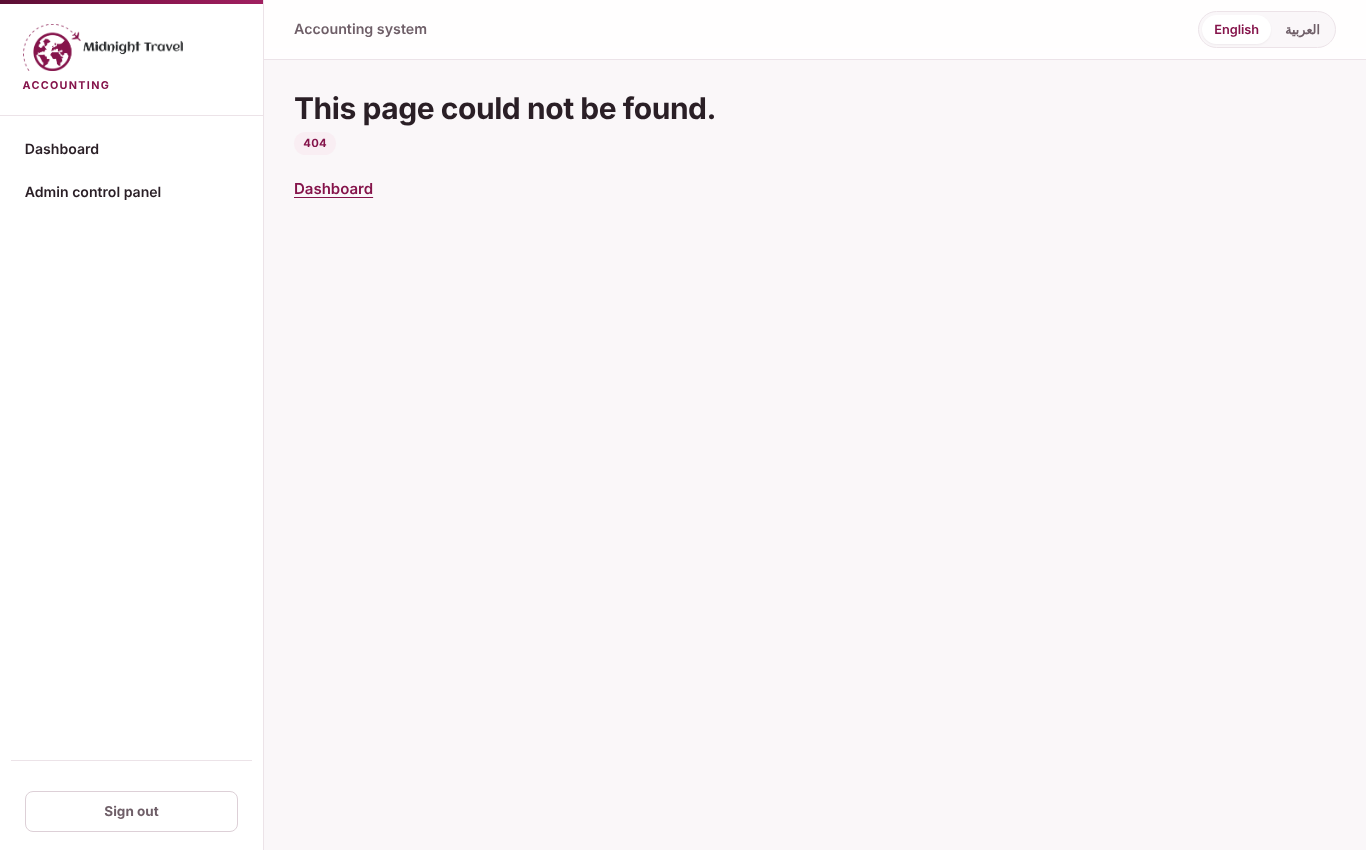 Midnight Travel
ACCOUNTING
Dashboard
Admin control panel
Sign out
Accounting system
English
العربية
This page could not be found.
404
Dashboard